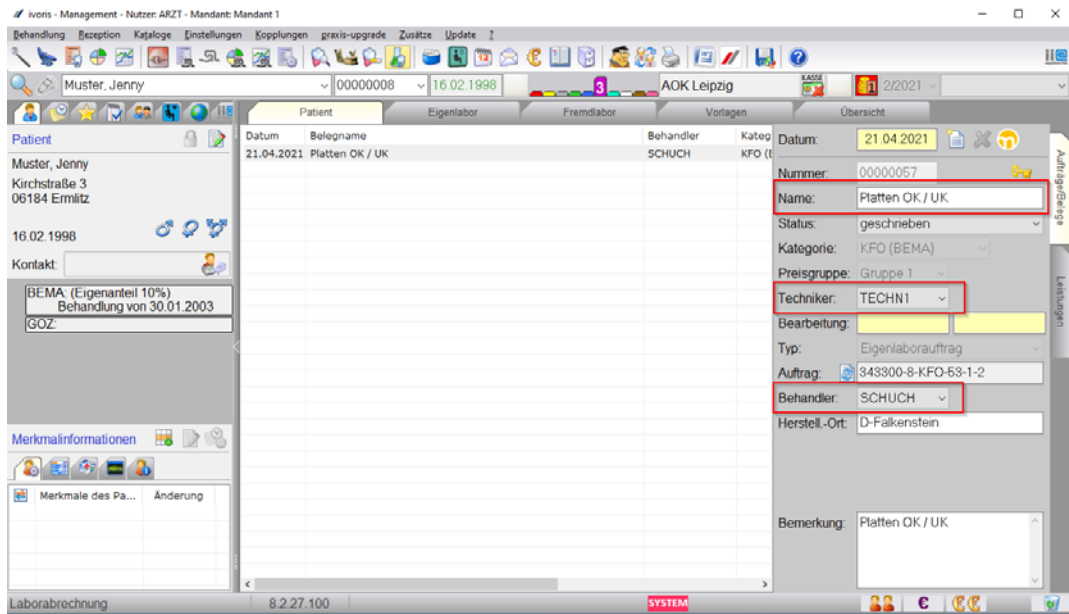 ivoris - Management - Nutzer: ARZT - Mandant: Mandant 1
Behandlung Rezeption Kataloge Einstellungen Kopplungen praxis-upgrade Zusätze Update ?
Muster, Jenny 00000008 16.02.1998 3 AOK Leipzig KASSE 2/2021
Patient Eigenlabor Fremdlabor Vorlagen Übersicht
Patient
Muster, Jenny
Kirchstraße 3
06184 Ermlitz
16.02.1998
Kontakt:
BEMA: (Eigenanteil 10%)
Behandlung von 30.01.2003
GOZ:
Merkmalinformationen
Merkmale des Pa... Änderung
Datum Belegname Behandler Kateg
21.04.2021 Platten OK / UK SCHUCH KFO (E
Datum: 21.04.2021
Nummer: 00000057
Name: Platten OK / UK
Status: geschrieben
Kategorie: KFO (BEMA)
Preisgruppe: Gruppe 1
Techniker: TECHN1
Bearbeitung:
Typ: Eigenlaborauftrag
Auftrag: 343300-8-KFO-53-1-2
Behandler: SCHUCH
Herstell.-Ort: D-Falkenstein
Bemerkung: Platten OK / UK
Aufträge/Belege
Leistungen
Laborabrechnung 8.2.27.100 SYSTEM €